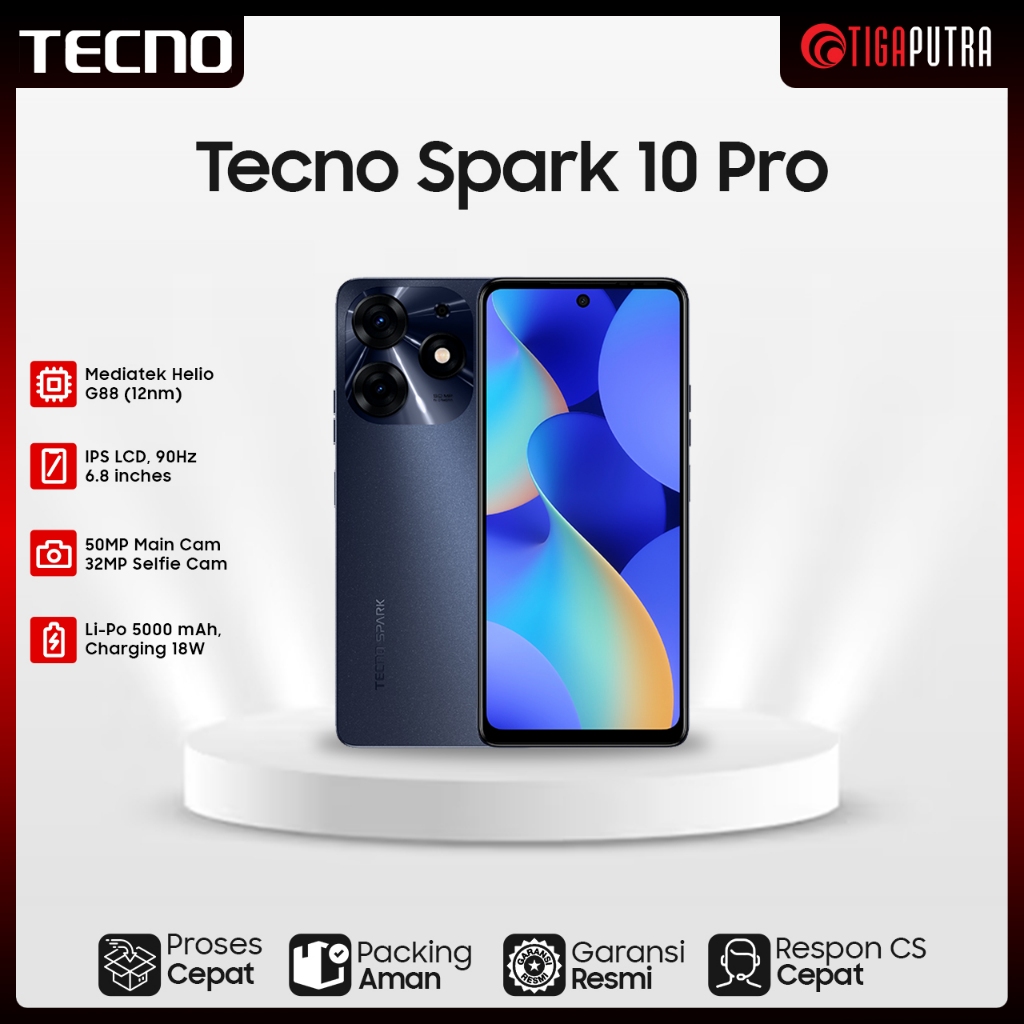 TECNO
TIGAPUTRA
Tecno Spark 10 Pro
Mediatek Helio
G88 (12nm)
IPS LCD, 90Hz
6.8 inches
50MP Main Cam
32MP Selfie Cam
Li-Po 5000 mAh,
Charging 18W
TECNO SPARK
Proses
Cepat
Packing
Aman
GARANSI
RESMI
Garansi
Resmi
Respon CS
Cepat